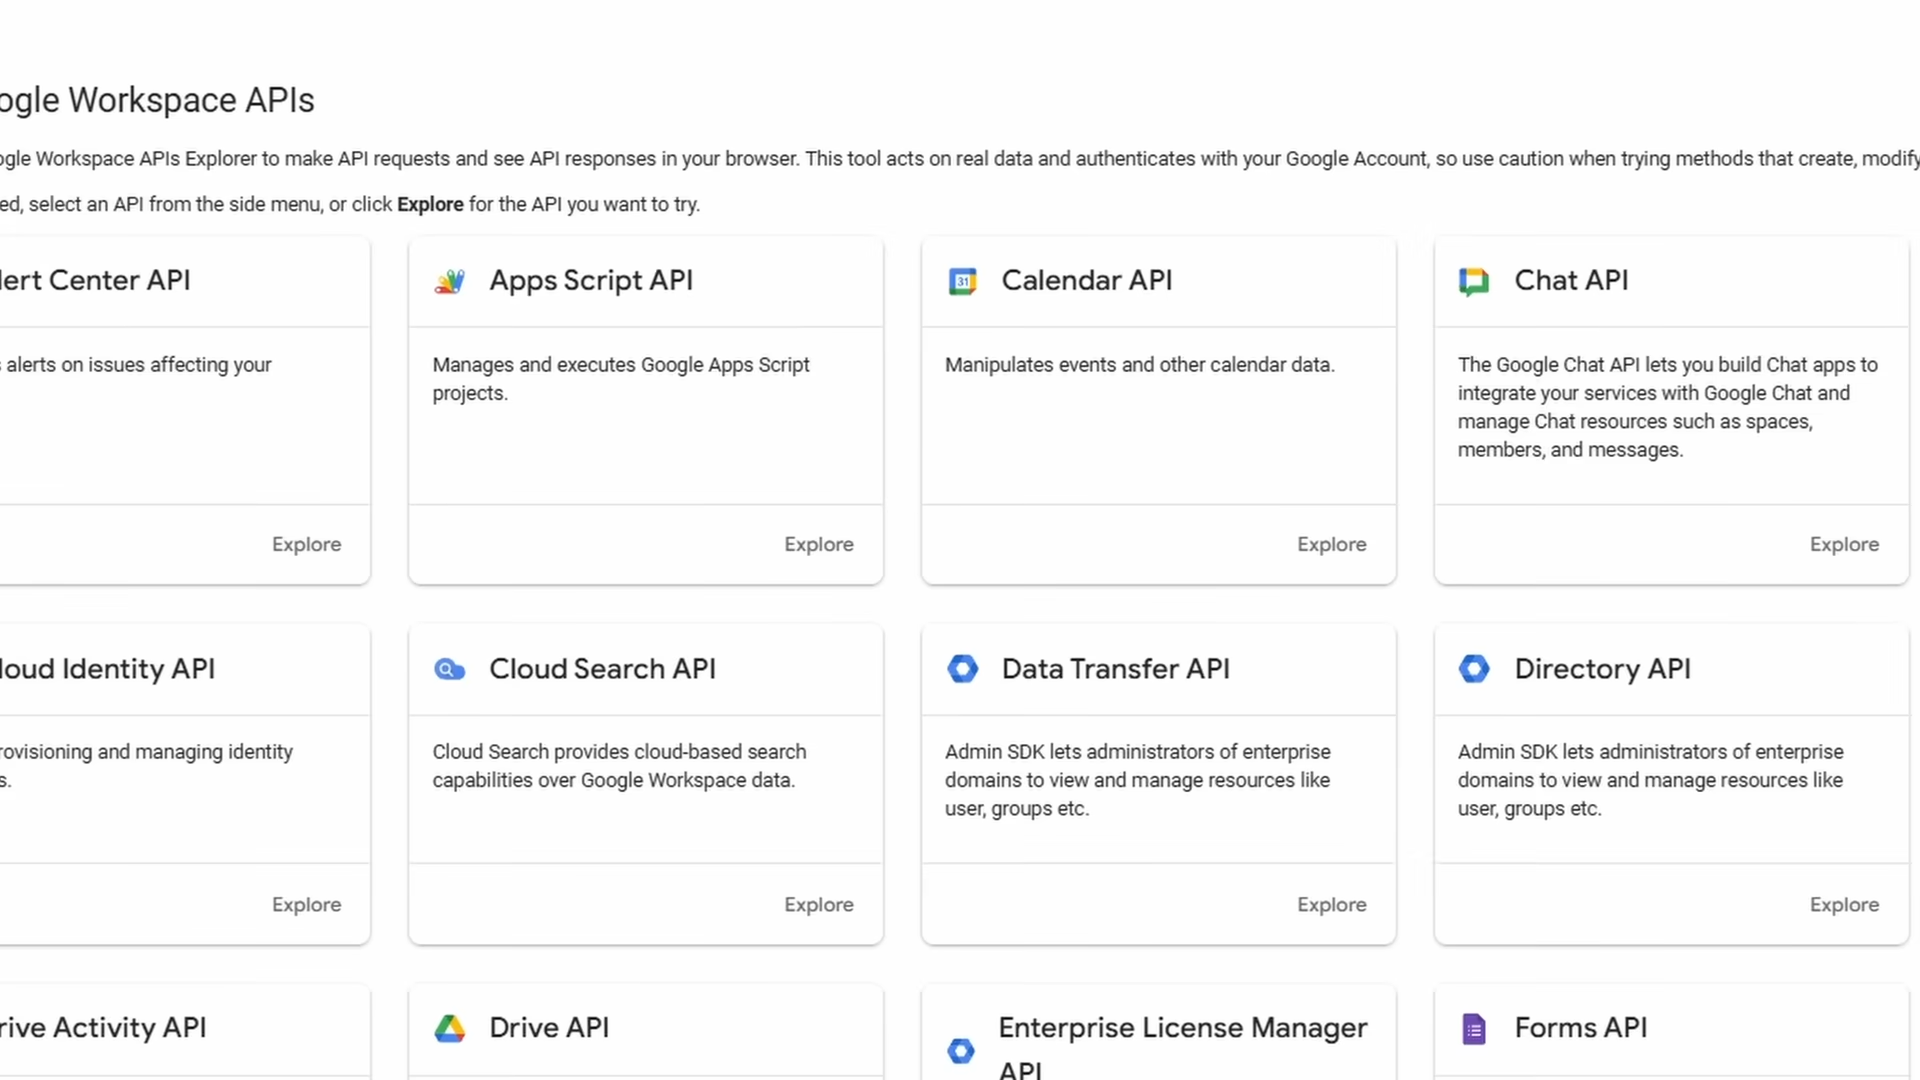 ogle Workspace APIs
ogle Workspace APIs Explorer to make API requests and see API responses in your browser. This tool acts on real data and authenticates with your Google Account, so use caution when trying methods that create, modify
ed, select an API from the side menu, or click Explore for the API you want to try.
lert Center API
alerts on issues affecting your
Explore
Apps Script API
Manages and executes Google Apps Script
projects.
Explore
Calendar API
31
Manipulates events and other calendar data.
Explore
Chat API
The Google Chat API lets you build Chat apps to
integrate your services with Google Chat and
manage Chat resources such as spaces,
members, and messages.
Explore
loud Identity API
rovisioning and managing identity
s.
Explore
Cloud Search API
Cloud Search provides cloud-based search
capabilities over Google Workspace data.
Explore
Data Transfer API
Admin SDK lets administrators of enterprise
domains to view and manage resources like
user, groups etc.
Explore
Directory API
Admin SDK lets administrators of enterprise
domains to view and manage resources like
user, groups etc.
Explore
rive Activity API
Drive API
Enterprise License Manager
API
Forms API